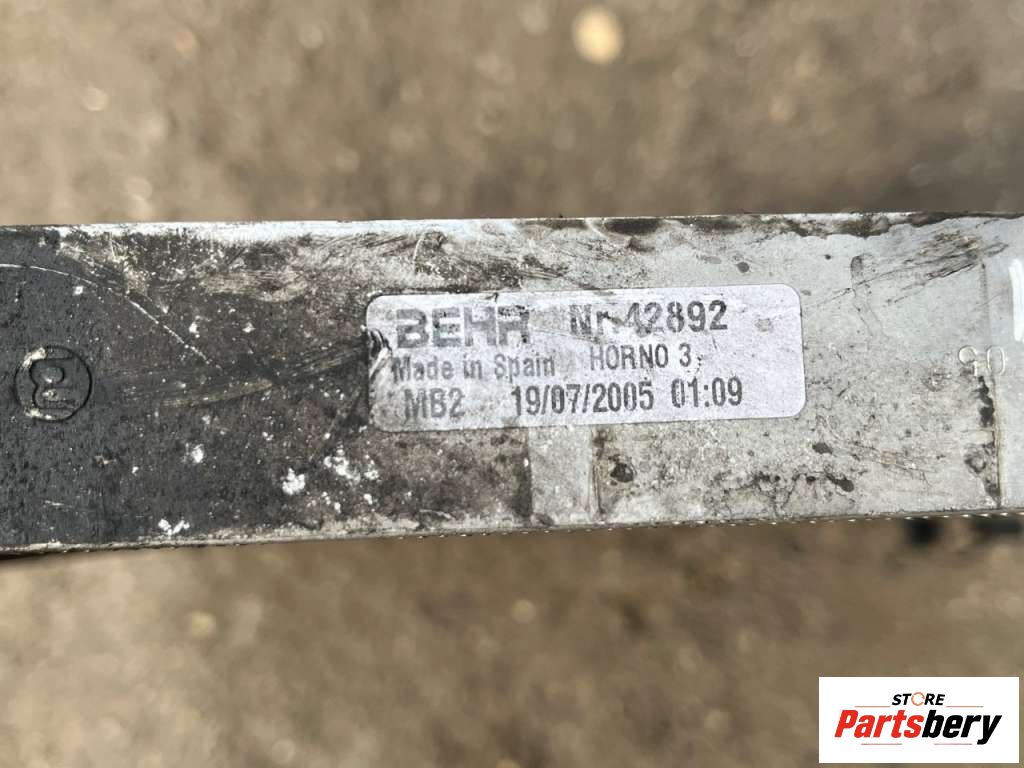 BEHR Nr. 42892
Made in Spain HORNO 3
MB2 19/07/2005 01:09
STORE
Partsbery